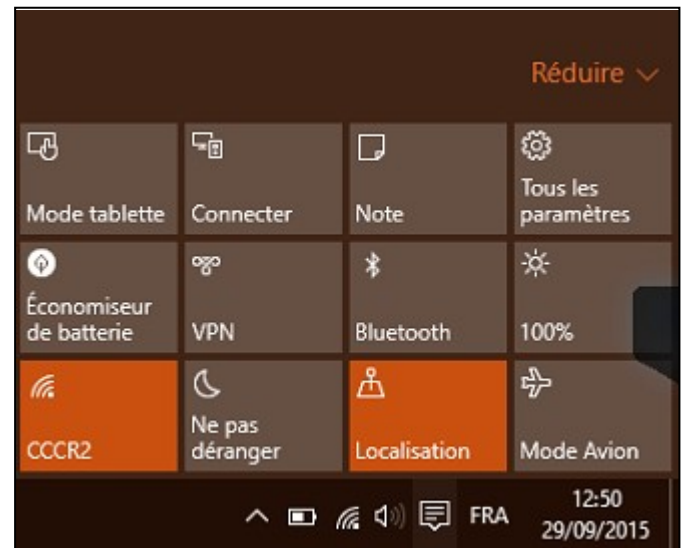 Réduire
Mode tablette
Connecter
Note
Tous les
paramètres
Économiseur
de batterie
VPN
Bluetooth
100%
CCCR2
Ne pas
déranger
Localisation
Mode Avion
FRA
12:50
29/09/2015